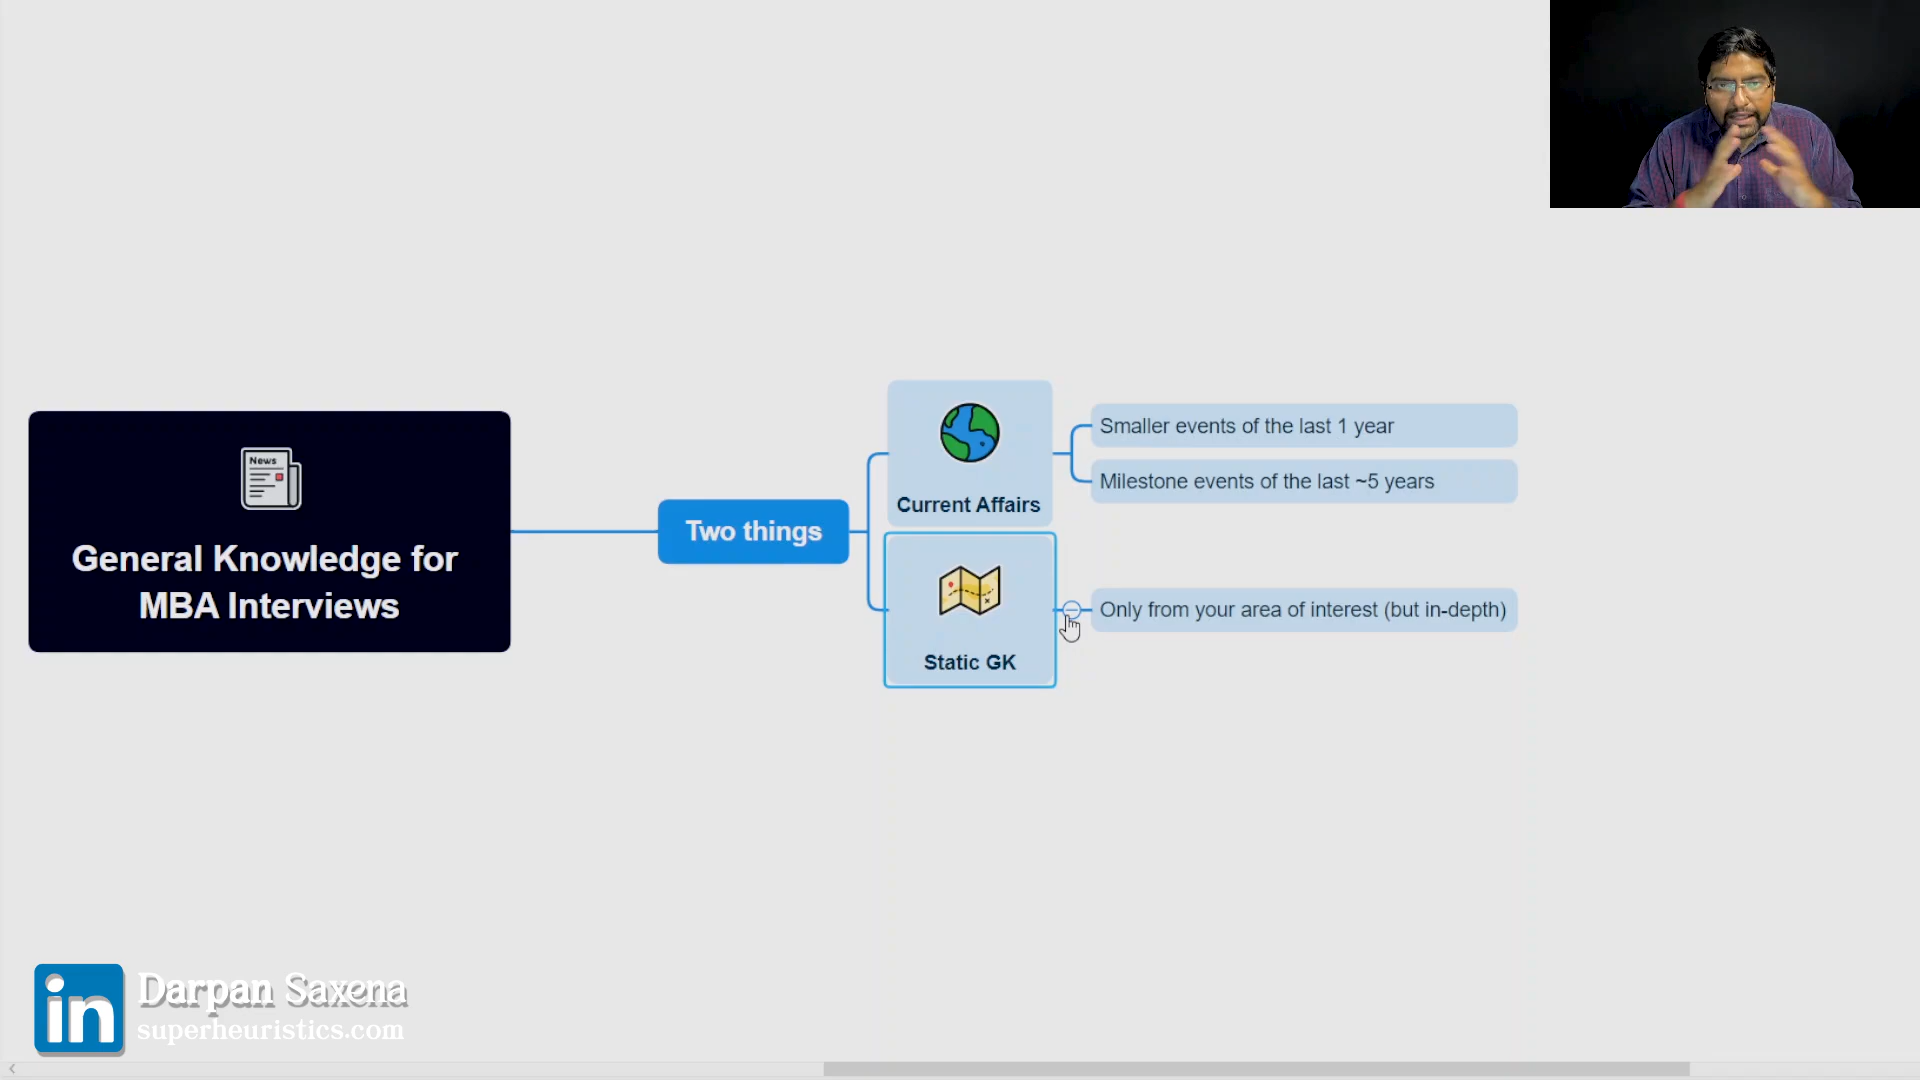 News
General Knowledge for
MBA Interviews
Two things
Current Affairs
Smaller events of the last 1 year
Milestone events of the last ~5 years
Static GK
Only from your area of interest (but in-depth)
in
Darpan Saxena
superheuristics.com